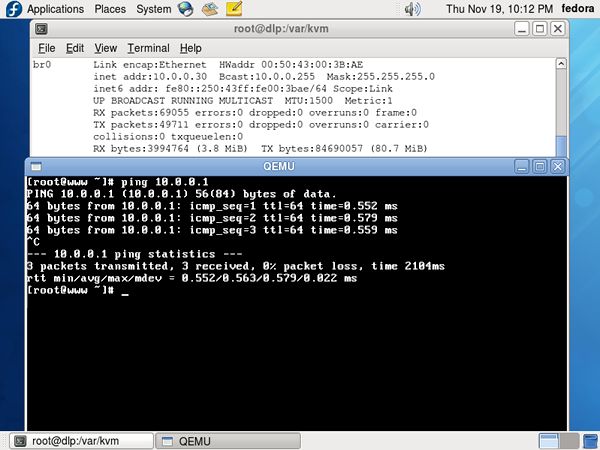 Applications Places System Thu Nov 19, 10:12 PM fedora
root@dlp:/var/kvm
File Edit View Terminal Help
br0 Link encap:Ethernet HWaddr 00:50:43:00:3B:AE
inet addr:10.0.0.30 Bcast:10.0.0.255 Mask:255.255.255.0
inet6 addr: fe80::250:43ff:fe00:3bae/64 Scope:Link
UP BROADCAST RUNNING MULTICAST MTU:1500 Metric:1
RX packets:69055 errors:0 dropped:0 overruns:0 frame:0
TX packets:49711 errors:0 dropped:0 overruns:0 carrier:0
collisions:0 txqueuelen:0
RX bytes:3994764 (3.8 MiB) TX bytes:84690057 (80.7 MiB)
QEMU
[root@www ~]# ping 10.0.0.1
PING 10.0.0.1 (10.0.0.1) 56(84) bytes of data.
64 bytes from 10.0.0.1: icmp_seq=1 ttl=64 time=0.552 ms
64 bytes from 10.0.0.1: icmp_seq=2 ttl=64 time=0.579 ms
64 bytes from 10.0.0.1: icmp_seq=3 ttl=64 time=0.559 ms
^C
--- 10.0.0.1 ping statistics ---
3 packets transmitted, 3 received, 0% packet loss, time 2104ms
rtt min/avg/max/mdev = 0.552/0.563/0.579/0.022 ms
[root@www ~]# _
root@dlp:/var/kvm QEMU